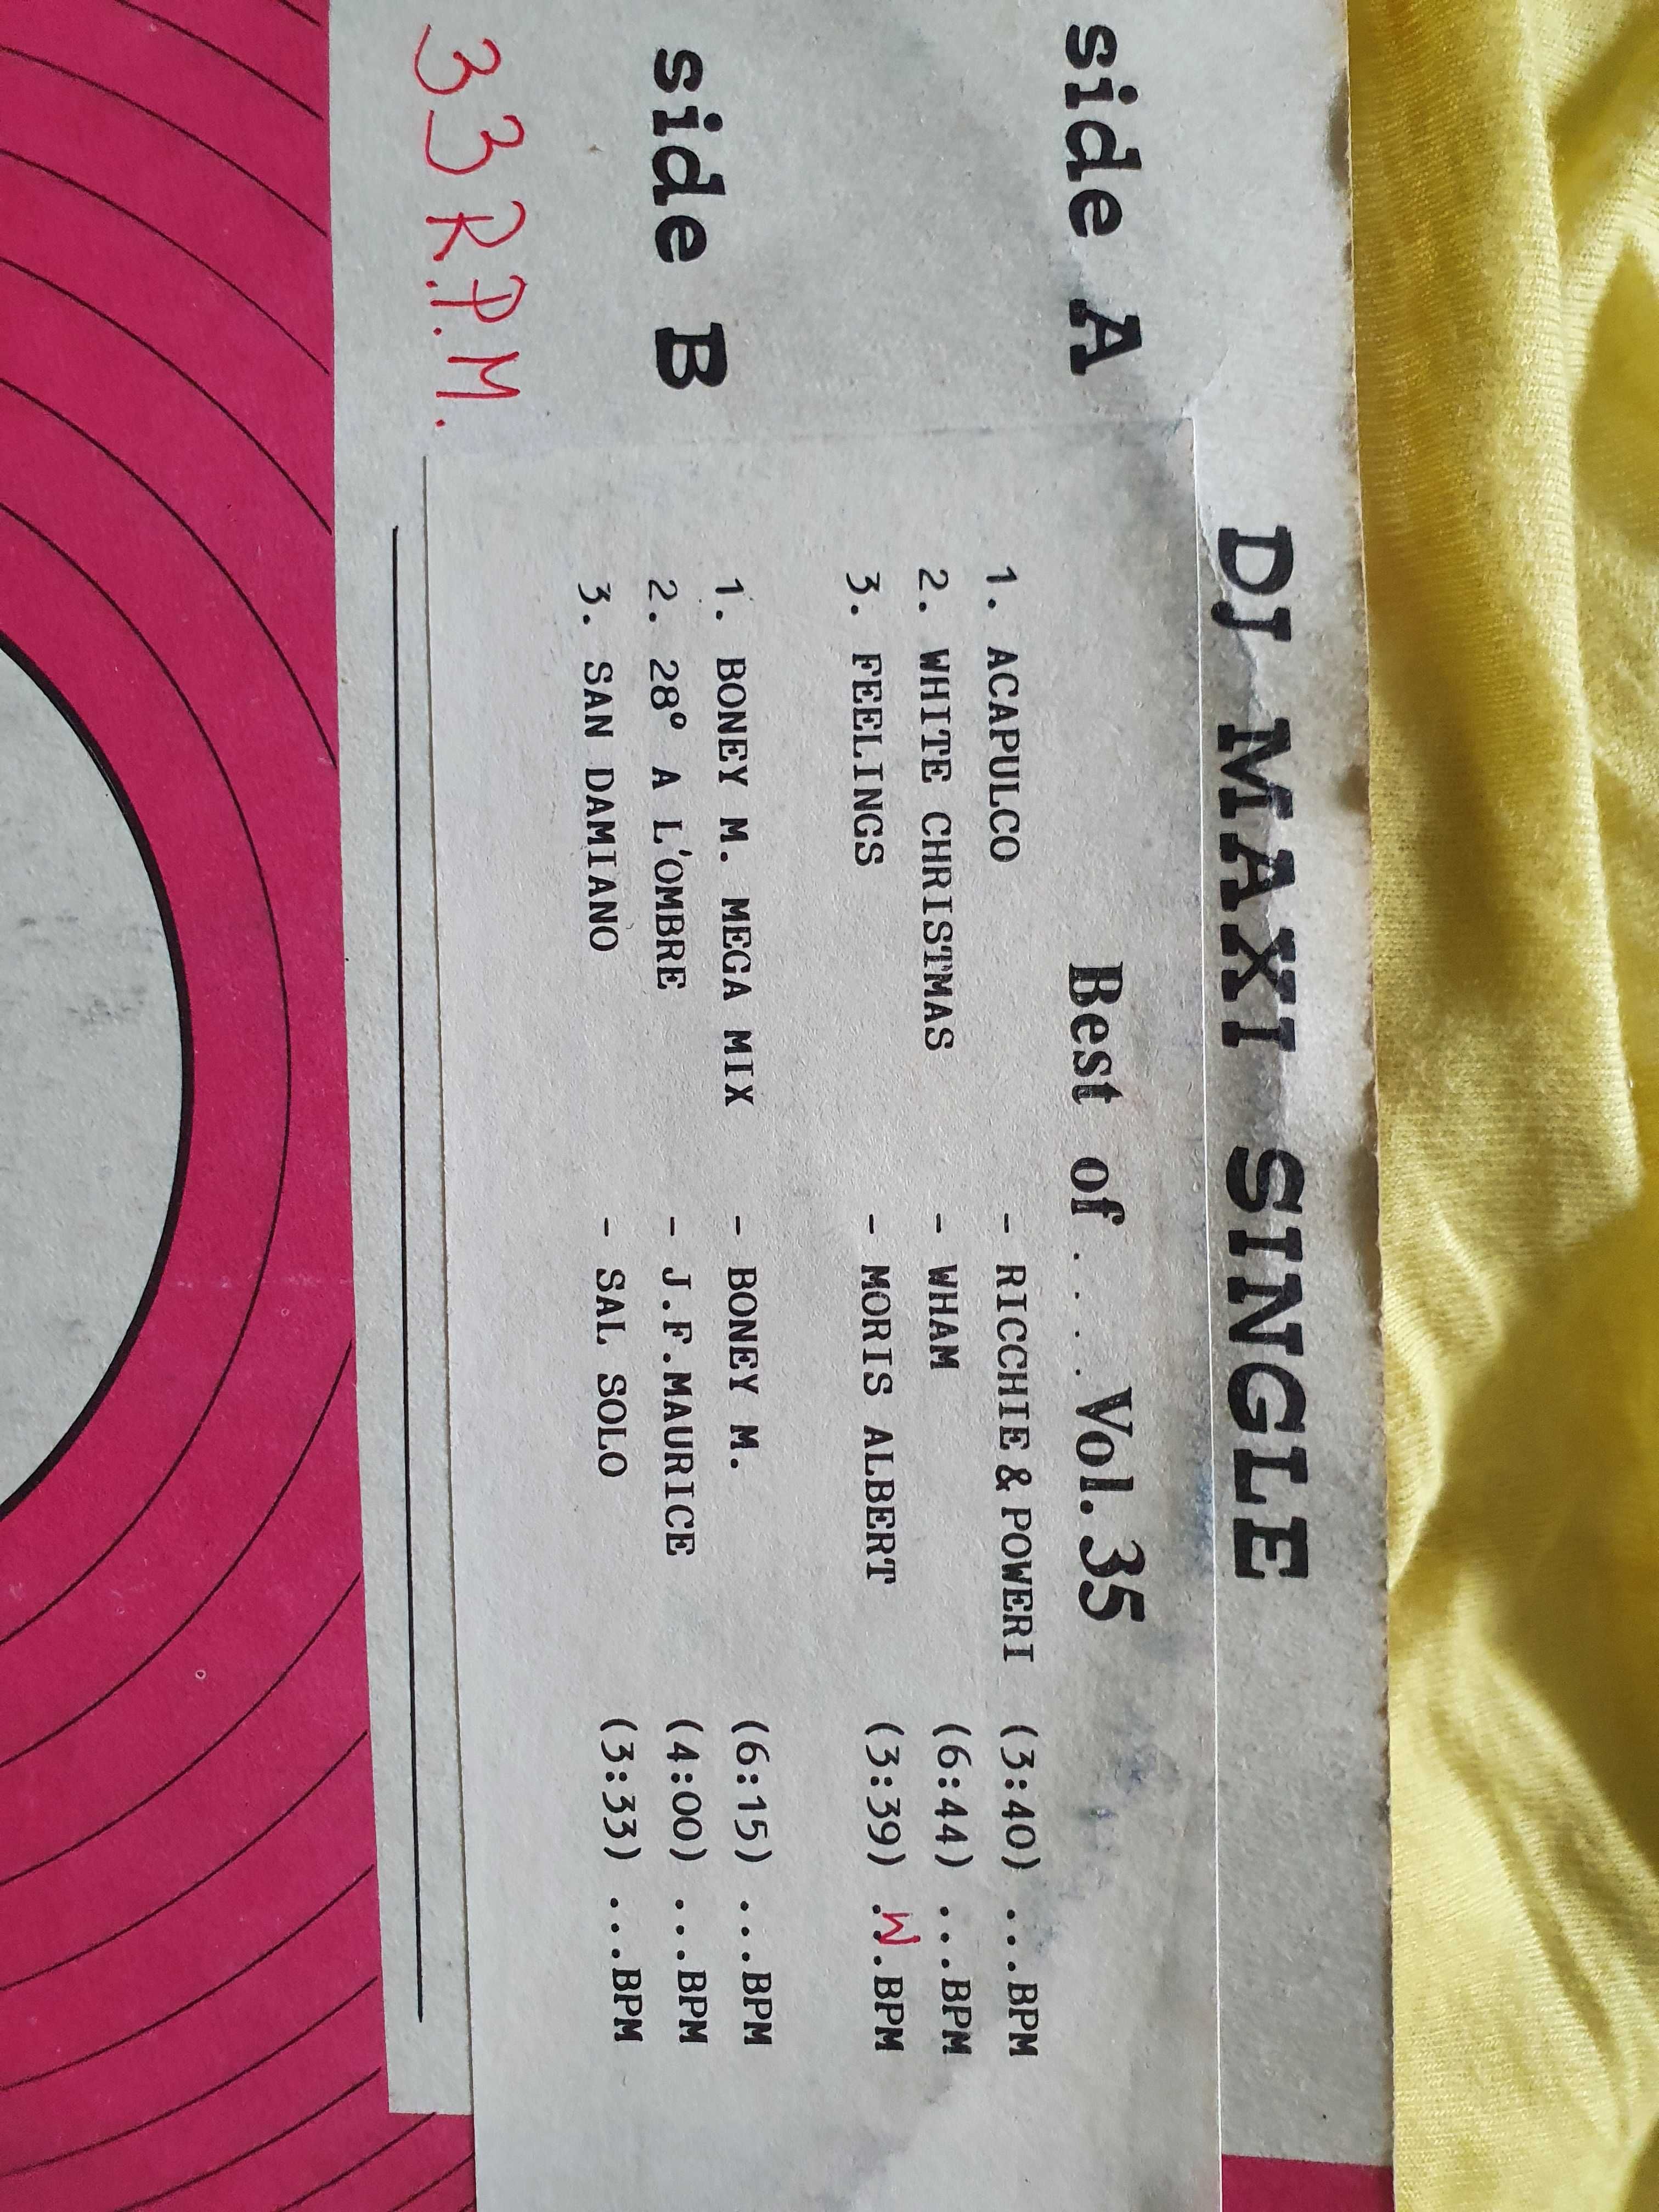 DJ MAXI SINGLE
Best of ....Vol. 35
side A
1. ACAPULCO - RICCHIE & POWERI (3:40) ...BPM
2. WHITE CHRISTMAS - WHAM (6:44) ...BPM
3. FEELINGS - MORIS ALBERT (3:39) ...BPM
side B
1. BONEY M. MEGA MIX - BONEY M. (6:15) ...BPM
2. 28° A L'OMBRE - J.F.MAURICE (4:00) ...BPM
3. SAN DAMIANO - SAL SOLO (3:33) ...BPM
33 R.P.M.